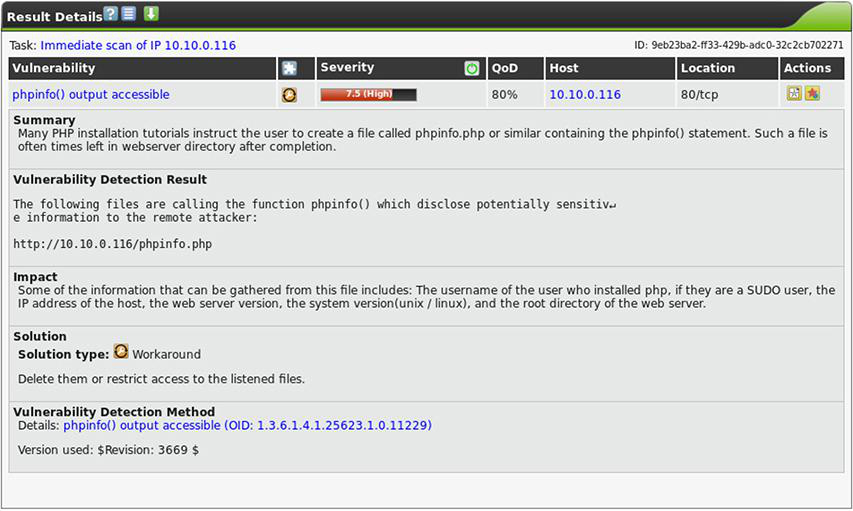 Result Details
Task: Immediate scan of IP 10.10.0.116 ID: 9eb23ba2-ff33-429b-adc0-32c2cb702271
Vulnerability Severity QoD Host Location Actions
phpinfo() output accessible 7.5 (High) 80% 10.10.0.116 80/tcp
Summary
Many PHP installation tutorials instruct the user to create a file called phpinfo.php or similar containing the phpinfo() statement. Such a file is
often times left in webserver directory after completion.
Vulnerability Detection Result
The following files are calling the function phpinfo() which disclose potentially sensitiv↵
e information to the remote attacker:
http://10.10.0.116/phpinfo.php
Impact
Some of the information that can be gathered from this file includes: The username of the user who installed php, if they are a SUDO user, the
IP address of the host, the web server version, the system version(unix / linux), and the root directory of the web server.
Solution
Solution type: Workaround
Delete them or restrict access to the listened files.
Vulnerability Detection Method
Details: phpinfo() output accessible (OID: 1.3.6.1.4.1.25623.1.0.11229)
Version used: $Revision: 3669 $